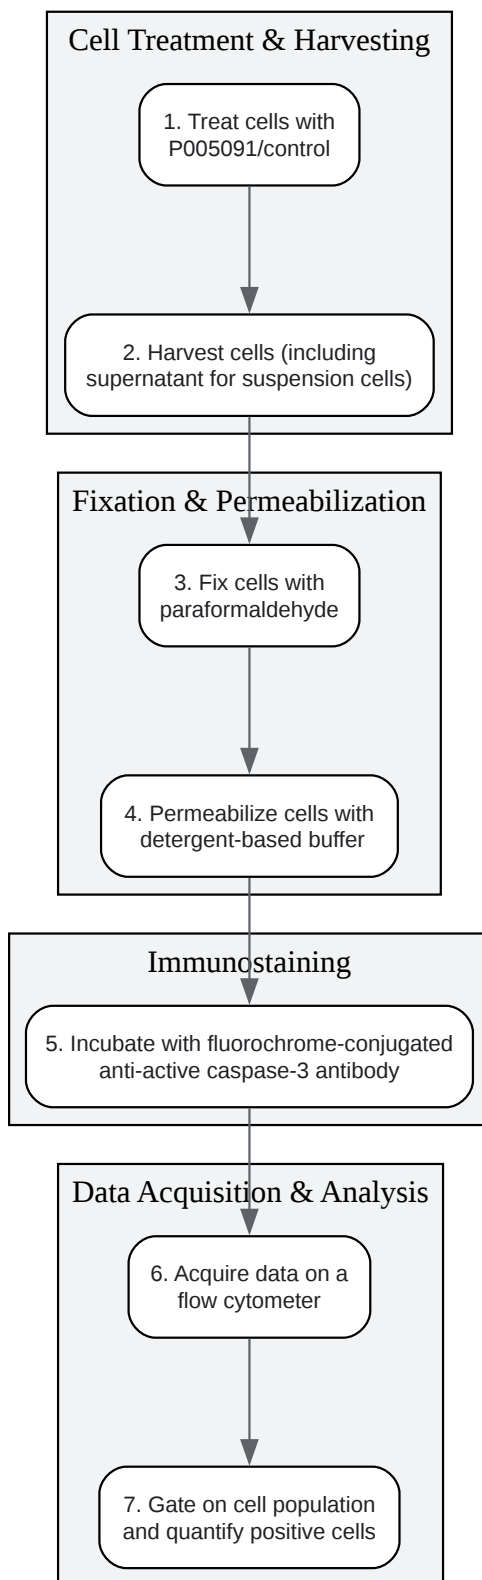 Cell Treatment & Harvesting
1. Treat cells with
P005091/control
2. Harvest cells (including
supernatant for suspension cells)
Fixation & Permeabilization
3. Fix cells with
paraformaldehyde
4. Permeabilize cells with
detergent-based buffer
Immunostaining
5. Incubate with fluorochrome-conjugated
anti-active caspase-3 antibody
Data Acquisition & Analysis
6. Acquire data on a
flow cytometer
7. Gate on cell population
and quantify positive cells